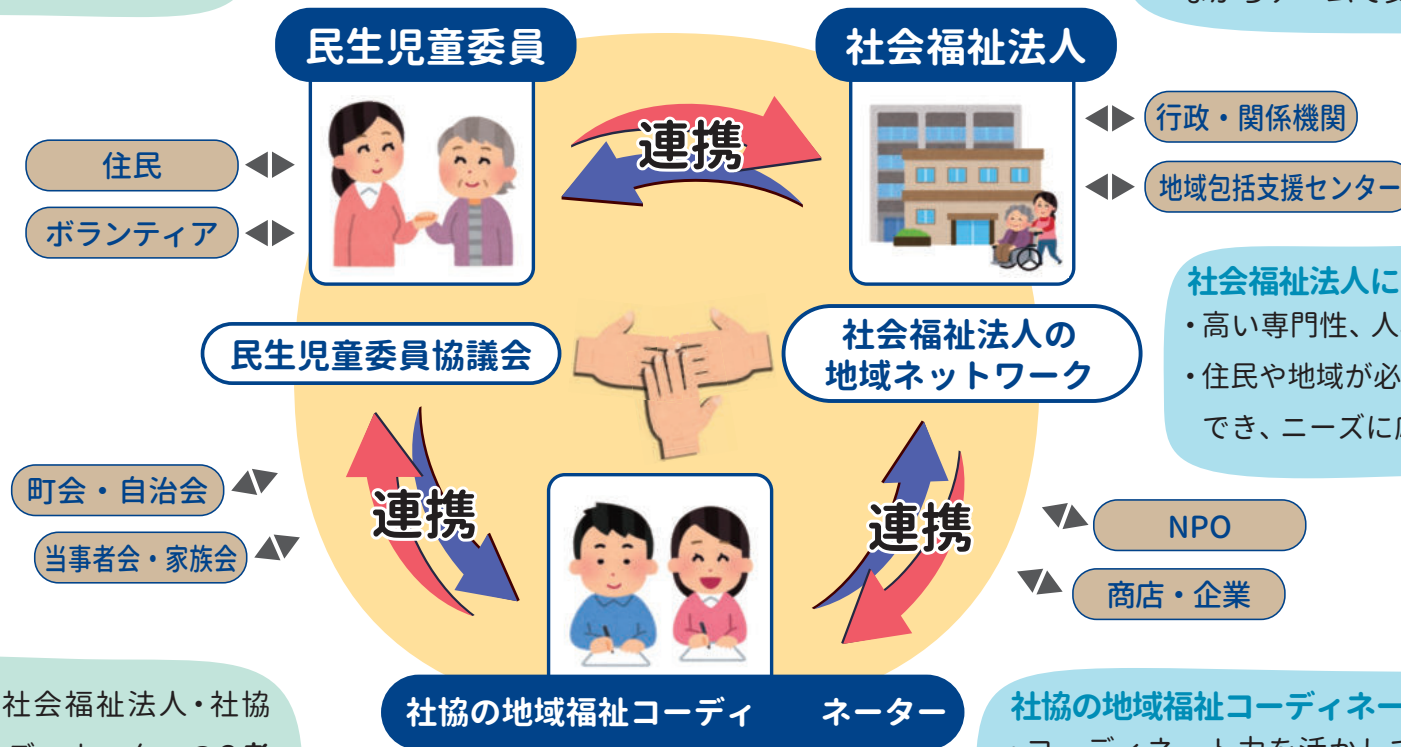 民生児童委員
社会福祉法人
連携
行政・関係機関
住民
地域包括支援センター
ボランティア
社会福祉法人に
・高い専門性、人
・住民や地域が必
でき、ニーズに
民生児童委員協議会
社会福祉法人の
地域ネットワーク
町会・自治会
連携
連携
当事者会・家族会
NPO
商店・企業
社会福祉法人・社協
社協の地域福祉コーディ　　ネーター
社協の地域福祉コーディネー